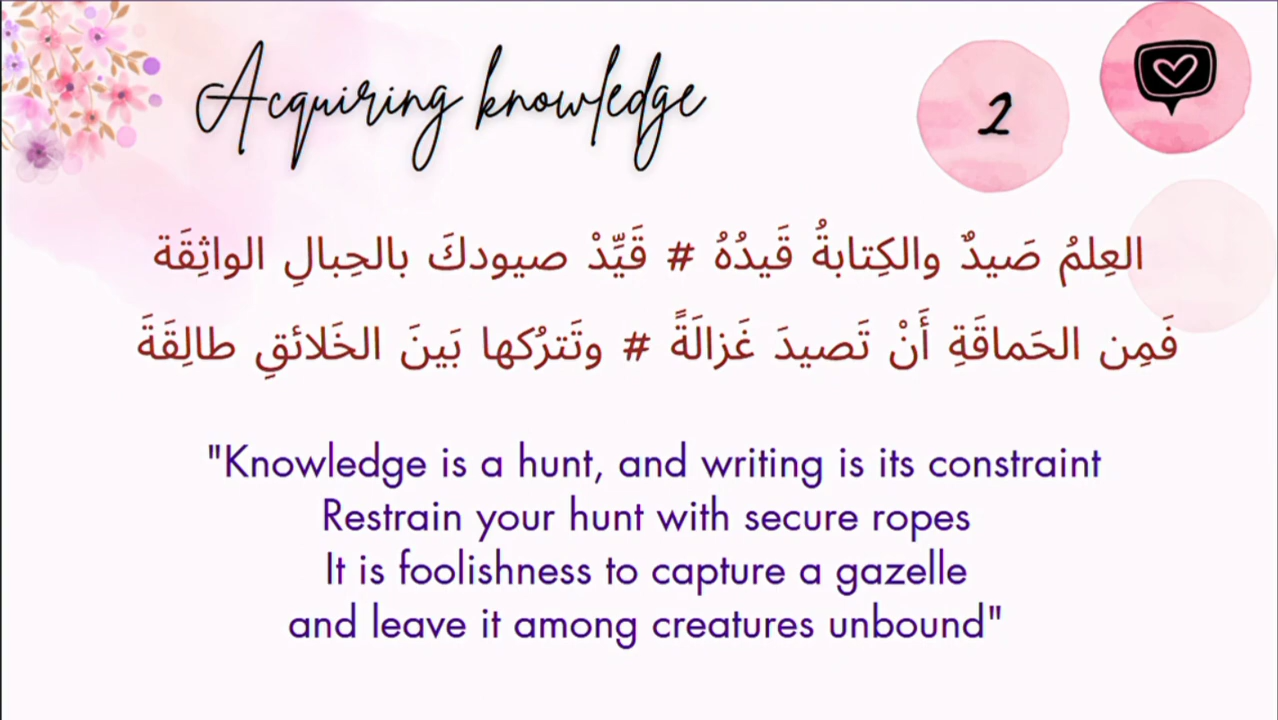 Acquiring knowledge
2
العِلمُ صَيدٌ والكِتابةُ قَيدُهُ # قَيِّدْ صيودكَ بالحِبالِ الواثِقَة
فَمِن الحَماقَةِ أَنْ تَصيدَ غَزالَةً # وتَترُكها بَينَ الخَلائقِ طالِقَةَ
"Knowledge is a hunt, and writing is its constraint
Restrain your hunt with secure ropes
It is foolishness to capture a gazelle
and leave it among creatures unbound"